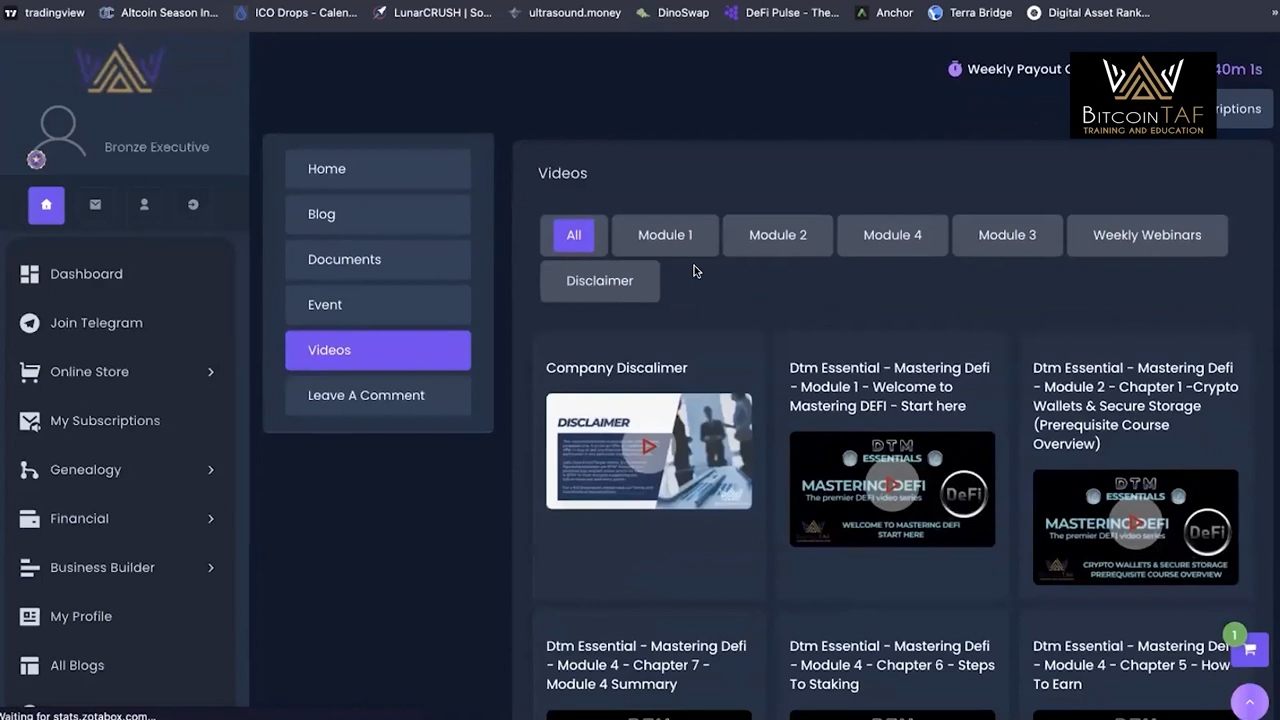 tradingview
Altcoin Season In...
ICO Drops - Calen...
LunarCRUSH | So...
ultrasound.money
DinoSwap
DeFi Pulse - The...
Anchor
Terra Bridge
Digital Asset Rank...
»
Weekly Payout
40m 1s
BITCOINTAF
TRAINING AND EDUCATION
Bronze Executive
Dashboard
Join Telegram
Online Store
My Subscriptions
Genealogy
Financial
Business Builder
My Profile
All Blogs
Home
Blog
Documents
Event
Videos
Leave A Comment
Videos
All
Module 1
Module 2
Module 4
Module 3
Weekly Webinars
Disclaimer
Company Discalimer
DISCLAIMER
Dtm Essential - Mastering Defi
- Module 1 - Welcome to
Mastering DEFI - Start here
DTM
ESSENTIALS
MASTERING DEFI
The premier DEFI video series
DeFi
WELCOME TO MASTERING DEFI
START HERE
Dtm Essential - Mastering Defi
- Module 2 - Chapter 1 -Crypto
Wallets & Secure Storage
(Prerequisite Course
Overview)
DTM
ESSENTIALS
MASTERING DEFI
The premier DEFI video series
DeFi
CRYPTO WALLETS & SECURE STORAGE
PREREQUISITE COURSE OVERVIEW
Dtm Essential - Mastering Defi
- Module 4 - Chapter 7 -
Module 4 Summary
Dtm Essential - Mastering Defi
- Module 4 - Chapter 6 - Steps
To Staking
Dtm Essential - Mastering Defi
- Module 4 - Chapter 5 - How
To Earn
1
Waiting for stats.zotabox.com...